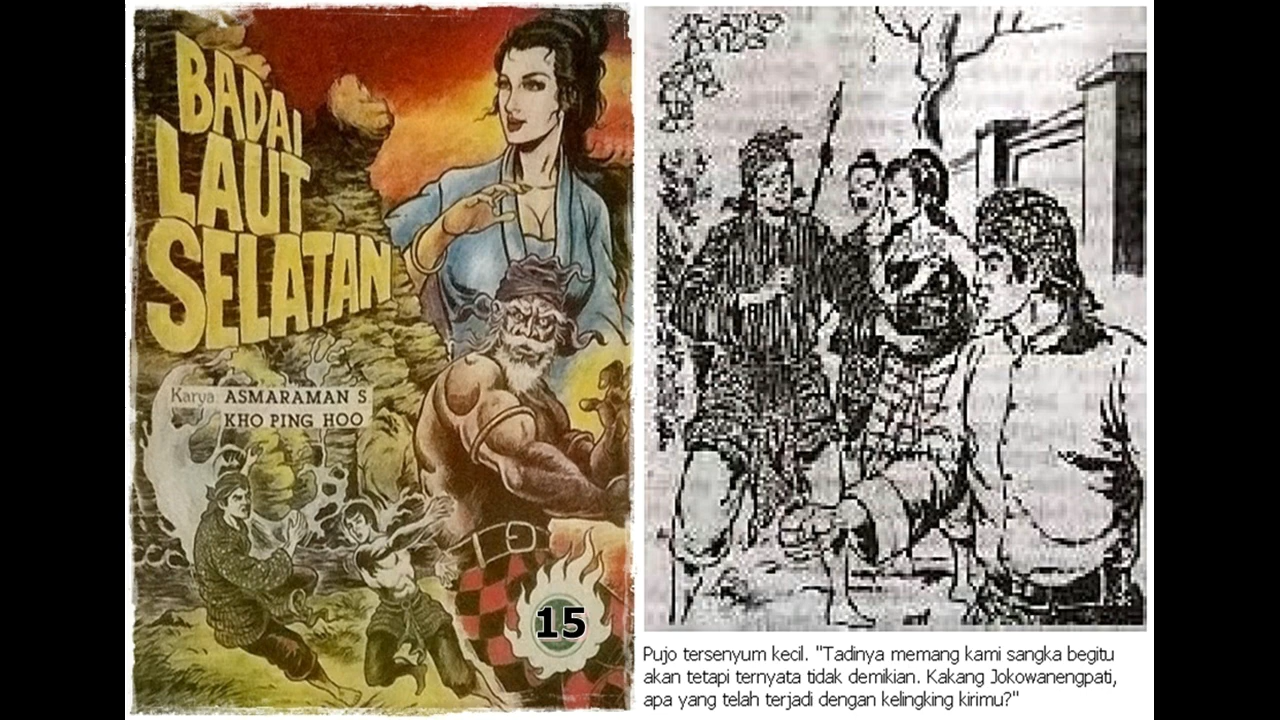 BADAI
LAUT
SELATAN
Karya: ASMARAMAN S
KHO PING HOO
15
Pujo tersenyum kecil. "Tadinya memang kami sangka begitu
akan tetapi ternyata tidak demikian. Kakang Jokowanengpati,
apa yang telah terjadi dengan kelingking kirimu?"